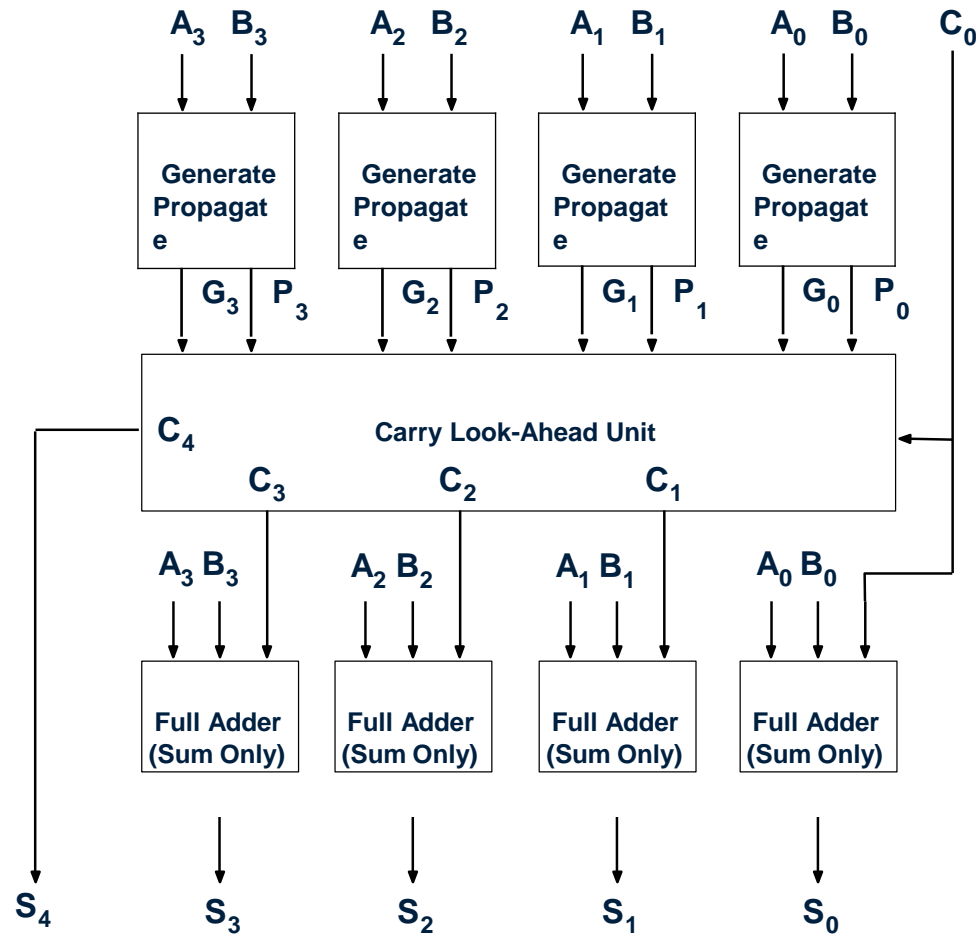 A₃ B₃ A₂ B₂ A₁ B₁ A₀ B₀ C₀
Generate Generate Generate Generate
Propagat Propagat Propagat Propagat
e e e e
G₃ P₃ G₂ P₂ G₁ P₁ G₀ P₀
C₄ Carry Look-Ahead Unit
C₃ C₂ C₁
A₃ B₃ A₂ B₂ A₁ B₁ A₀ B₀
Full Adder Full Adder Full Adder Full Adder
(Sum Only) (Sum Only) (Sum Only) (Sum Only)
S₄ S₃ S₂ S₁ S₀